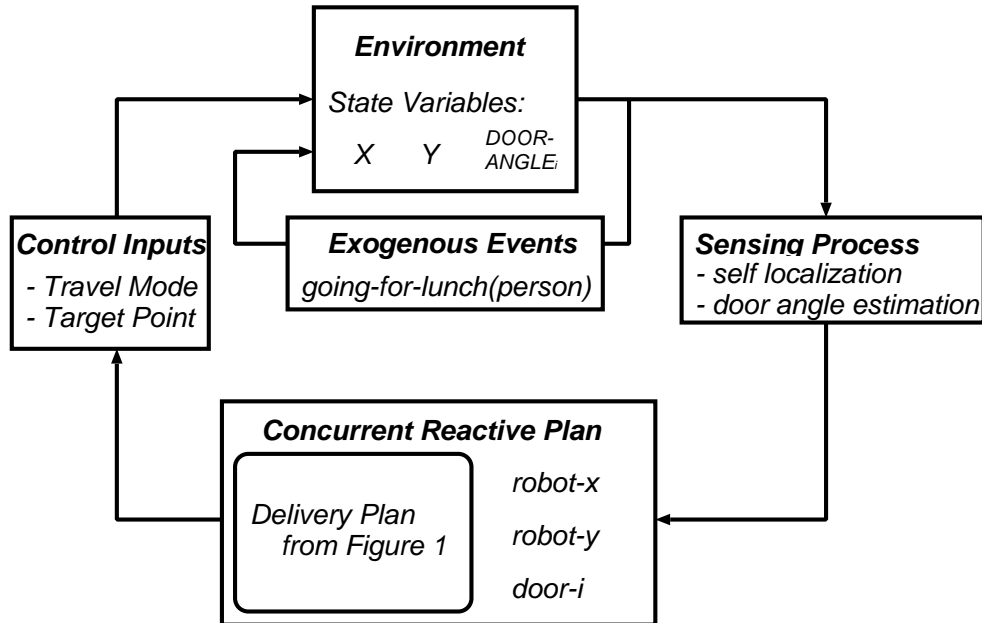 Environment
State Variables:
X Y DOOR-
ANGLEi
Control Inputs
- Travel Mode
- Target Point
Exogenous Events
going-for-lunch(person)
Sensing Process
- self localization
- door angle estimation
Concurrent Reactive Plan
Delivery Plan
from Figure 1
robot-x
robot-y
door-i